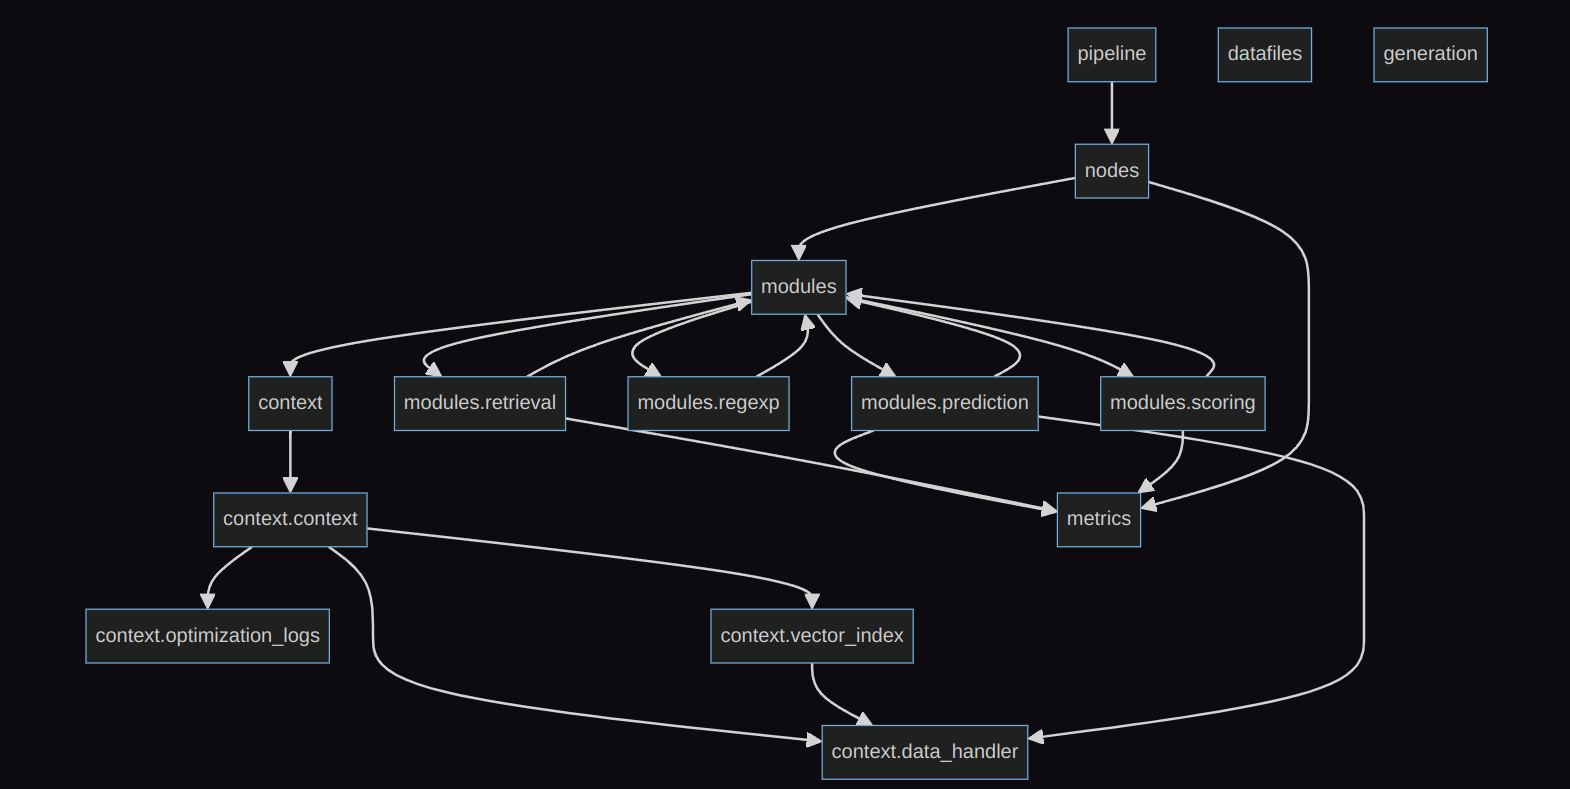 pipeline
datafiles
generation
nodes
modules
context
modules.retrieval
modules.regexp
modules.prediction
modules.scoring
context.context
metrics
context.optimization_logs
context.vector_index
context.data_handler